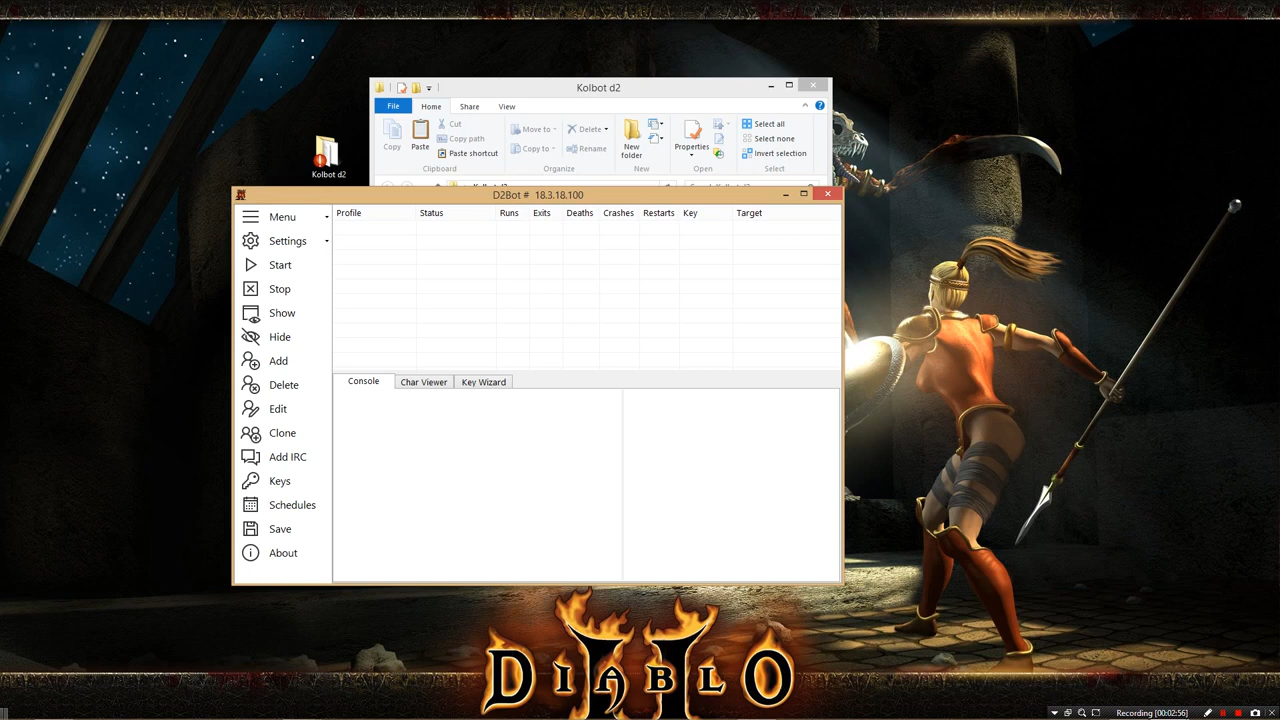 Kolbot d2
File Home Share View
Cut
Copy path
Paste shortcut
Copy
Paste
Move to
Copy to
Delete
Rename
New folder
Properties
Select all
Select none
Invert selection
Clipboard Organize New Open Select
Kolbot d2
D2Bot # 18.3.18.100
Menu
Settings
Start
Stop
Show
Hide
Add
Delete
Edit
Clone
Add IRC
Keys
Schedules
Save
About
Profile Status Runs Exits Deaths Crashes Restarts Key Target
Console Char Viewer Key Wizard
DIABLO
II
Recording [00:02:56]